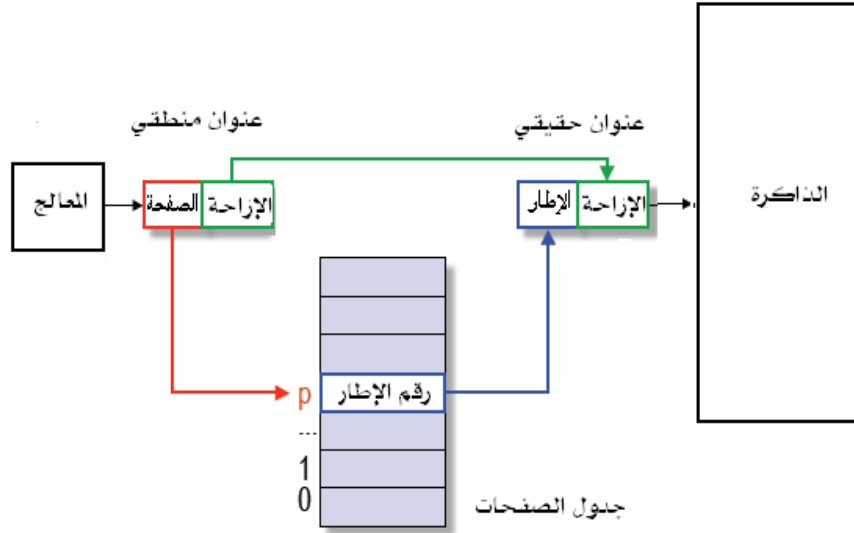 عنوان منطقي
عنوان حقيقي
المعالج
الصفحة
الإزاحة
الإطار
الإزاحة
الذاكرة
p
رقم الإطار
...
1
0
جدول الصفحات